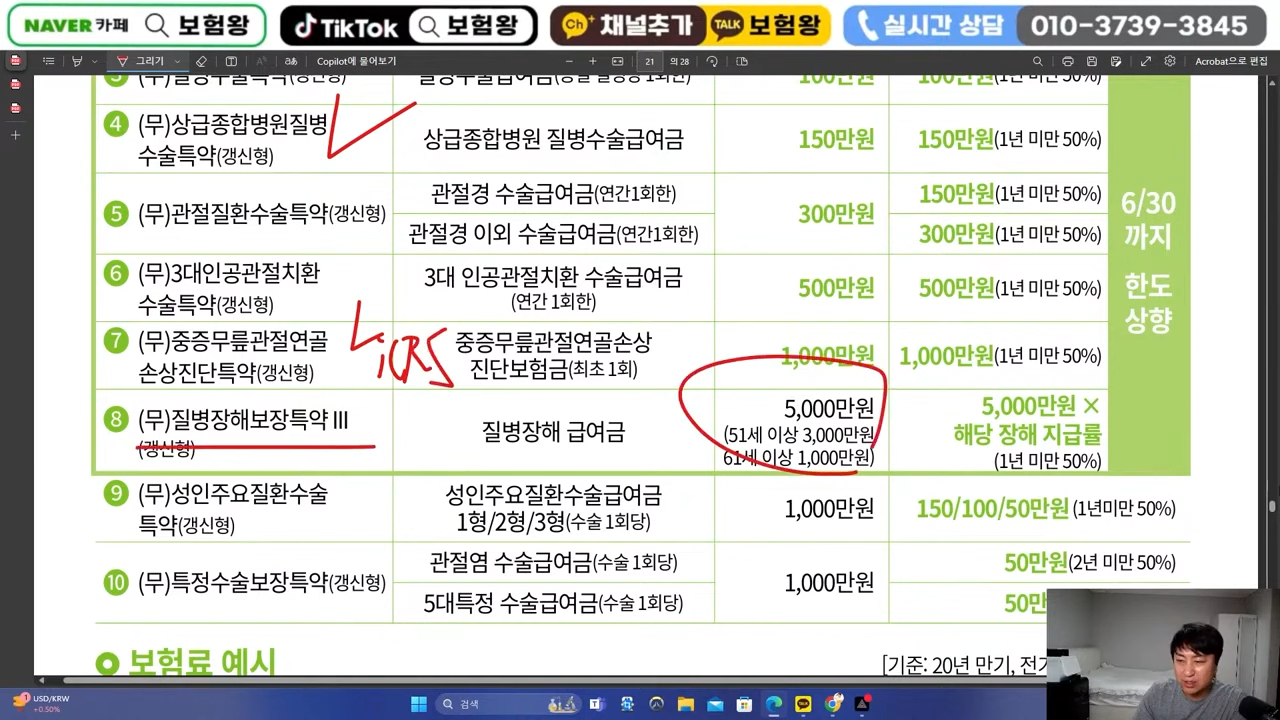 NAVER 카페 보험왕 TikTok 보험왕 Ch+ 채널추가 TALK 보험왕 실시간 상담 010-3739-3845
그리기 aあ Copilot에 물어보기 21 의 28 Acrobat으로 편집
4 (무)상급종합병원질병
수술특약(갱신형)
상급종합병원 질병수술급여금 150만원 150만원(1년 미만 50%)
5 (무)관절질환수술특약(갱신형)
관절경 수술급여금(연간1회한) 300만원 150만원(1년 미만 50%)
관절경 이외 수술급여금(연간1회한) 300만원(1년 미만 50%)
6 (무)3대인공관절치환
수술특약(갱신형)
3대 인공관절치환 수술급여금
(연간 1회한)
500만원 500만원(1년 미만 50%)
7 (무)중증무릎관절연골
손상진단특약(갱신형)
ICRS
중증무릎관절연골손상
진단보험금(최초 1회)
1,000만원 1,000만원(1년 미만 50%)
8 (무)질병장해보장특약 III
(갱신형)
질병장해 급여금
5,000만원
(51세 이상 3,000만원
61세 이상 1,000만원)
5,000만원 ×
해당 장해 지급률
(1년 미만 50%)
6/30
까지
한도
상향
9 (무)성인주요질환수술
특약(갱신형)
성인주요질환수술급여금
1형/2형/3형(수술 1회당)
1,000만원 150/100/50만원 (1년미만 50%)
10 (무)특정수술보장특약(갱신형)
관절염 수술급여금(수술 1회당) 1,000만원 50만원(2년 미만 50%)
5대특정 수술급여금(수술 1회당) 50만
보험료 예시
[기준: 20년 만기, 전기
USD/KRW
+0.50%
검색